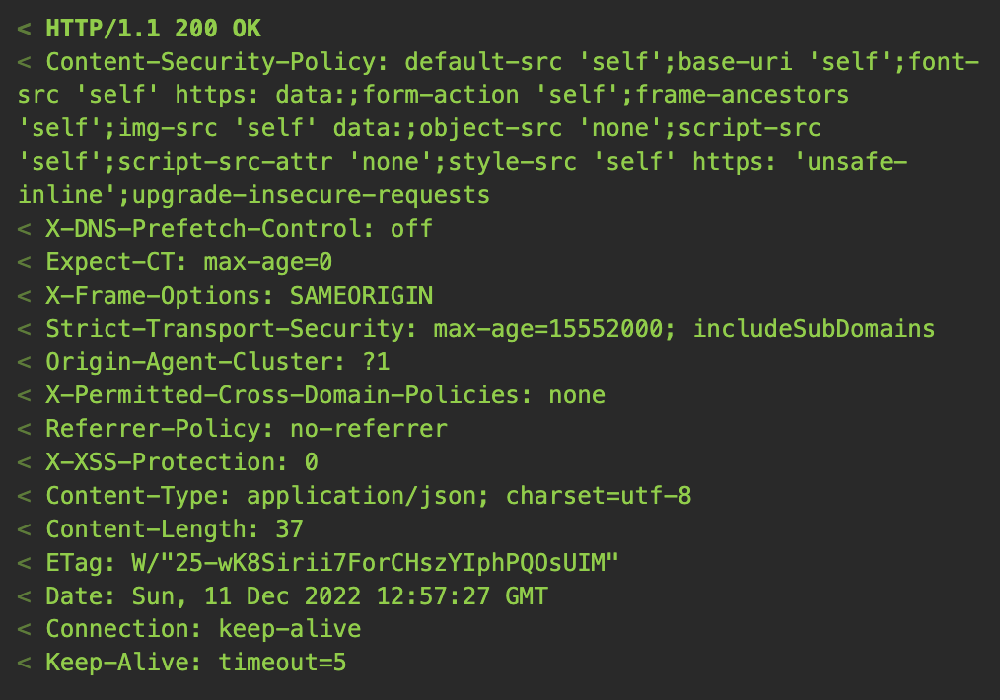 < HTTP/1.1 200 OK
< Content-Security-Policy: default-src 'self';base-uri 'self';font-
src 'self' https: data:;form-action 'self';frame-ancestors
'self';img-src 'self' data:;object-src 'none';script-src
'self';script-src-attr 'none';style-src 'self' https: 'unsafe-
inline';upgrade-insecure-requests
< X-DNS-Prefetch-Control: off
< Expect-CT: max-age=0
< X-Frame-Options: SAMEORIGIN
< Strict-Transport-Security: max-age=15552000; includeSubDomains
< Origin-Agent-Cluster: ?1
< X-Permitted-Cross-Domain-Policies: none
< Referrer-Policy: no-referrer
< X-XSS-Protection: 0
< Content-Type: application/json; charset=utf-8
< Content-Length: 37
< ETag: W/"25-wK8Sirii7ForCHszYIphPQOsUIM"
< Date: Sun, 11 Dec 2022 12:57:27 GMT
< Connection: keep-alive
< Keep-Alive: timeout=5